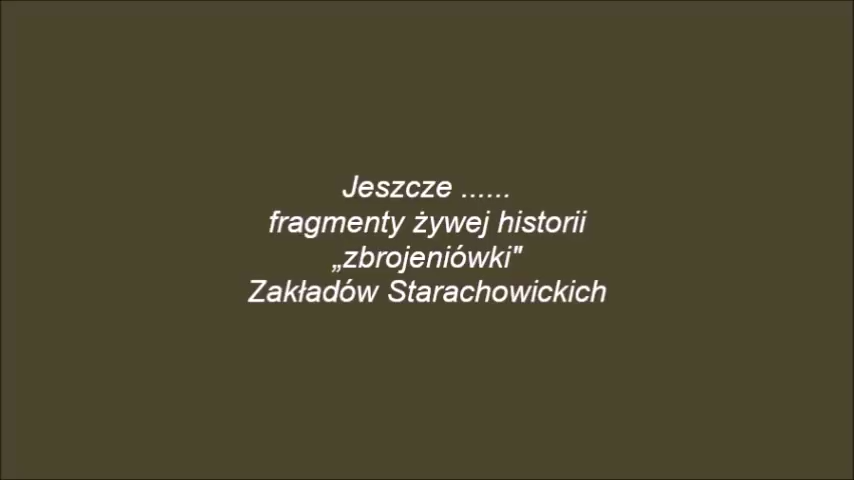 Jeszcze ......
fragmenty żywej historii
„zbrojeniówki"
Zakładów Starachowickich